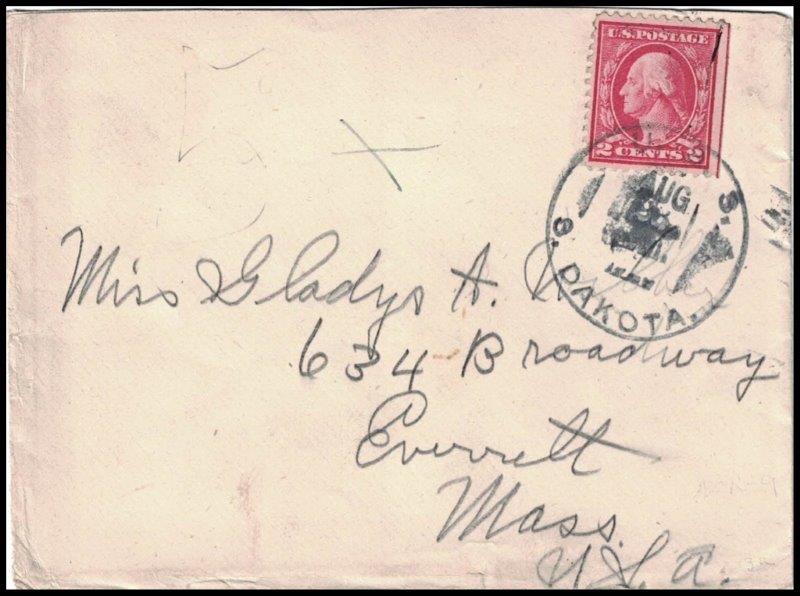 U.S. POSTAGE
2 CENTS 2
AUG
S. DAKOTA.
Miss Gladys A.
634 Broadway
Everett
Mass.
U.S.A.